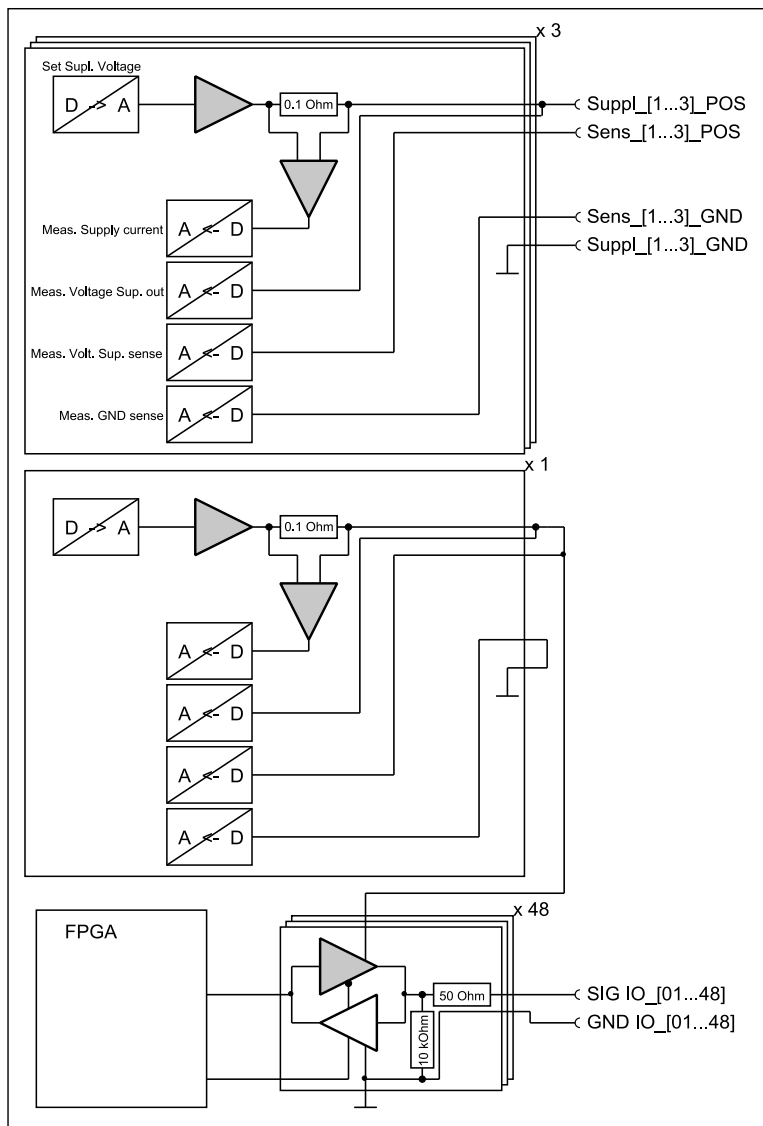 x 3
Set Supl. Voltage
D -> A
0.1 Ohm
Suppl_[1...3]_POS
Sens_[1...3]_POS
Meas. Supply current
A <- D
Sens_[1...3]_GND
Suppl_[1...3]_GND
Meas. Voltage Sup. out
A <- D
Meas. Volt. Sup. sense
A <- D
Meas. GND sense
A <- D
x 1
D -> A
0.1 Ohm
A <- D
A <- D
A <- D
A <- D
x 48
FPGA
50 Ohm
SIG IO_[01...48]
10 kOhm
GND IO_[01...48]